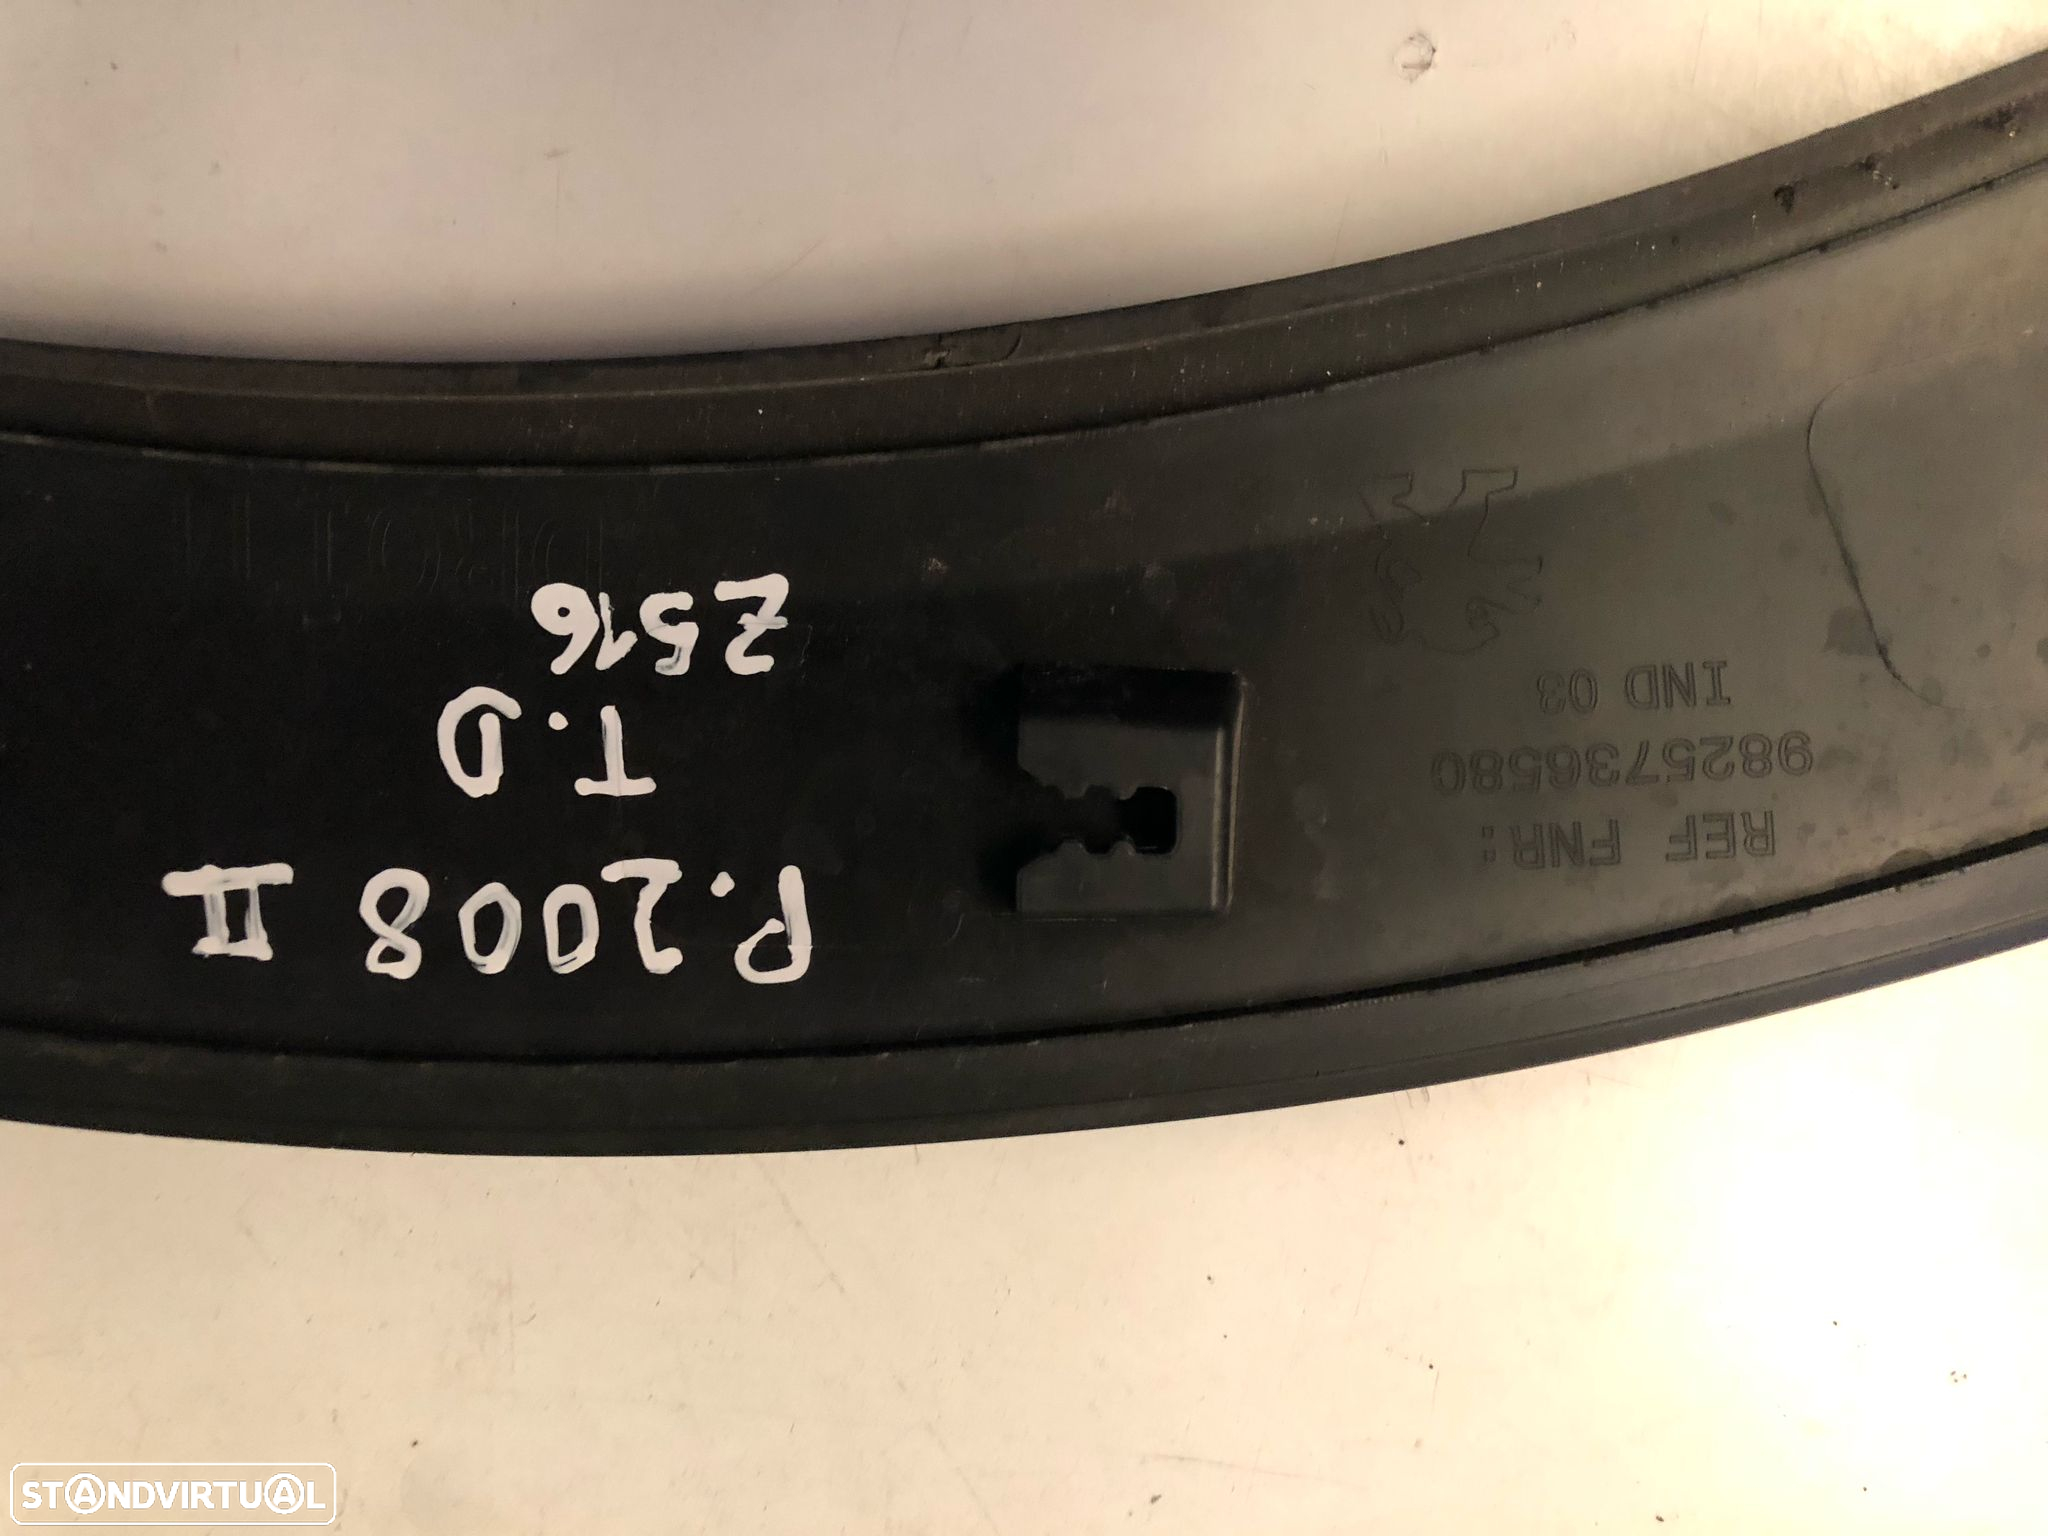 P.2008 II
T.D
Z516
REF FNR:
9825736580
IND 03
STANDVIRTUAL